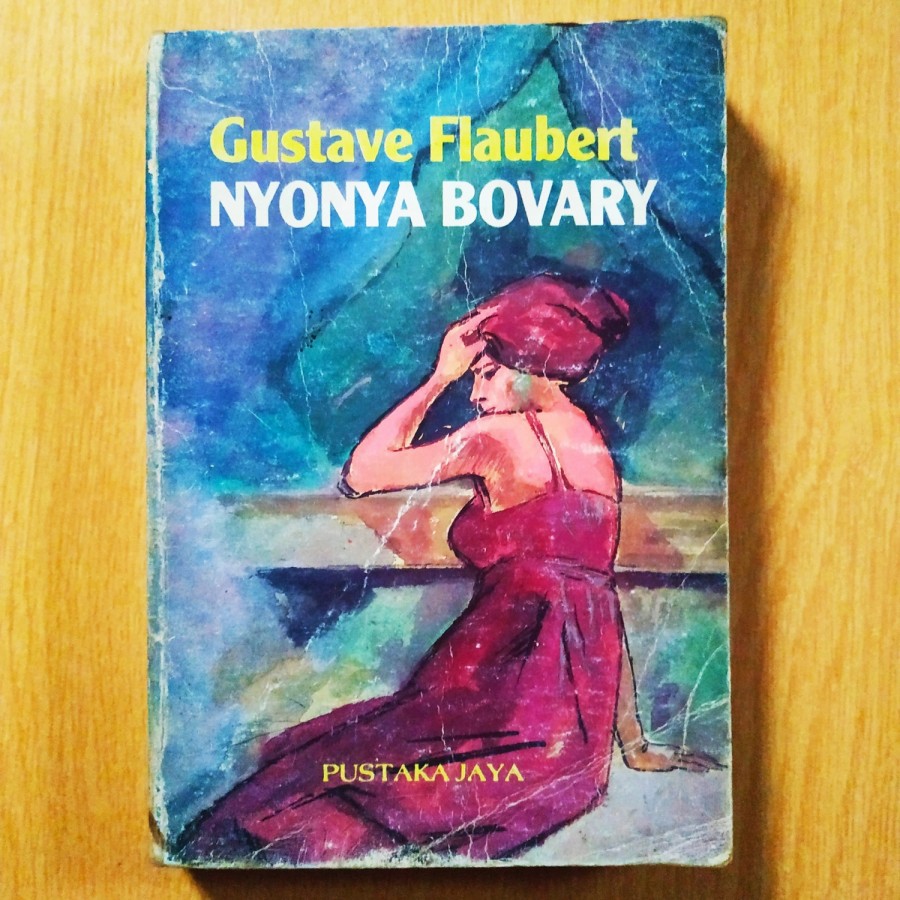 Gustave Flaubert
NYONYA BOVARY
PUSTAKA JAYA